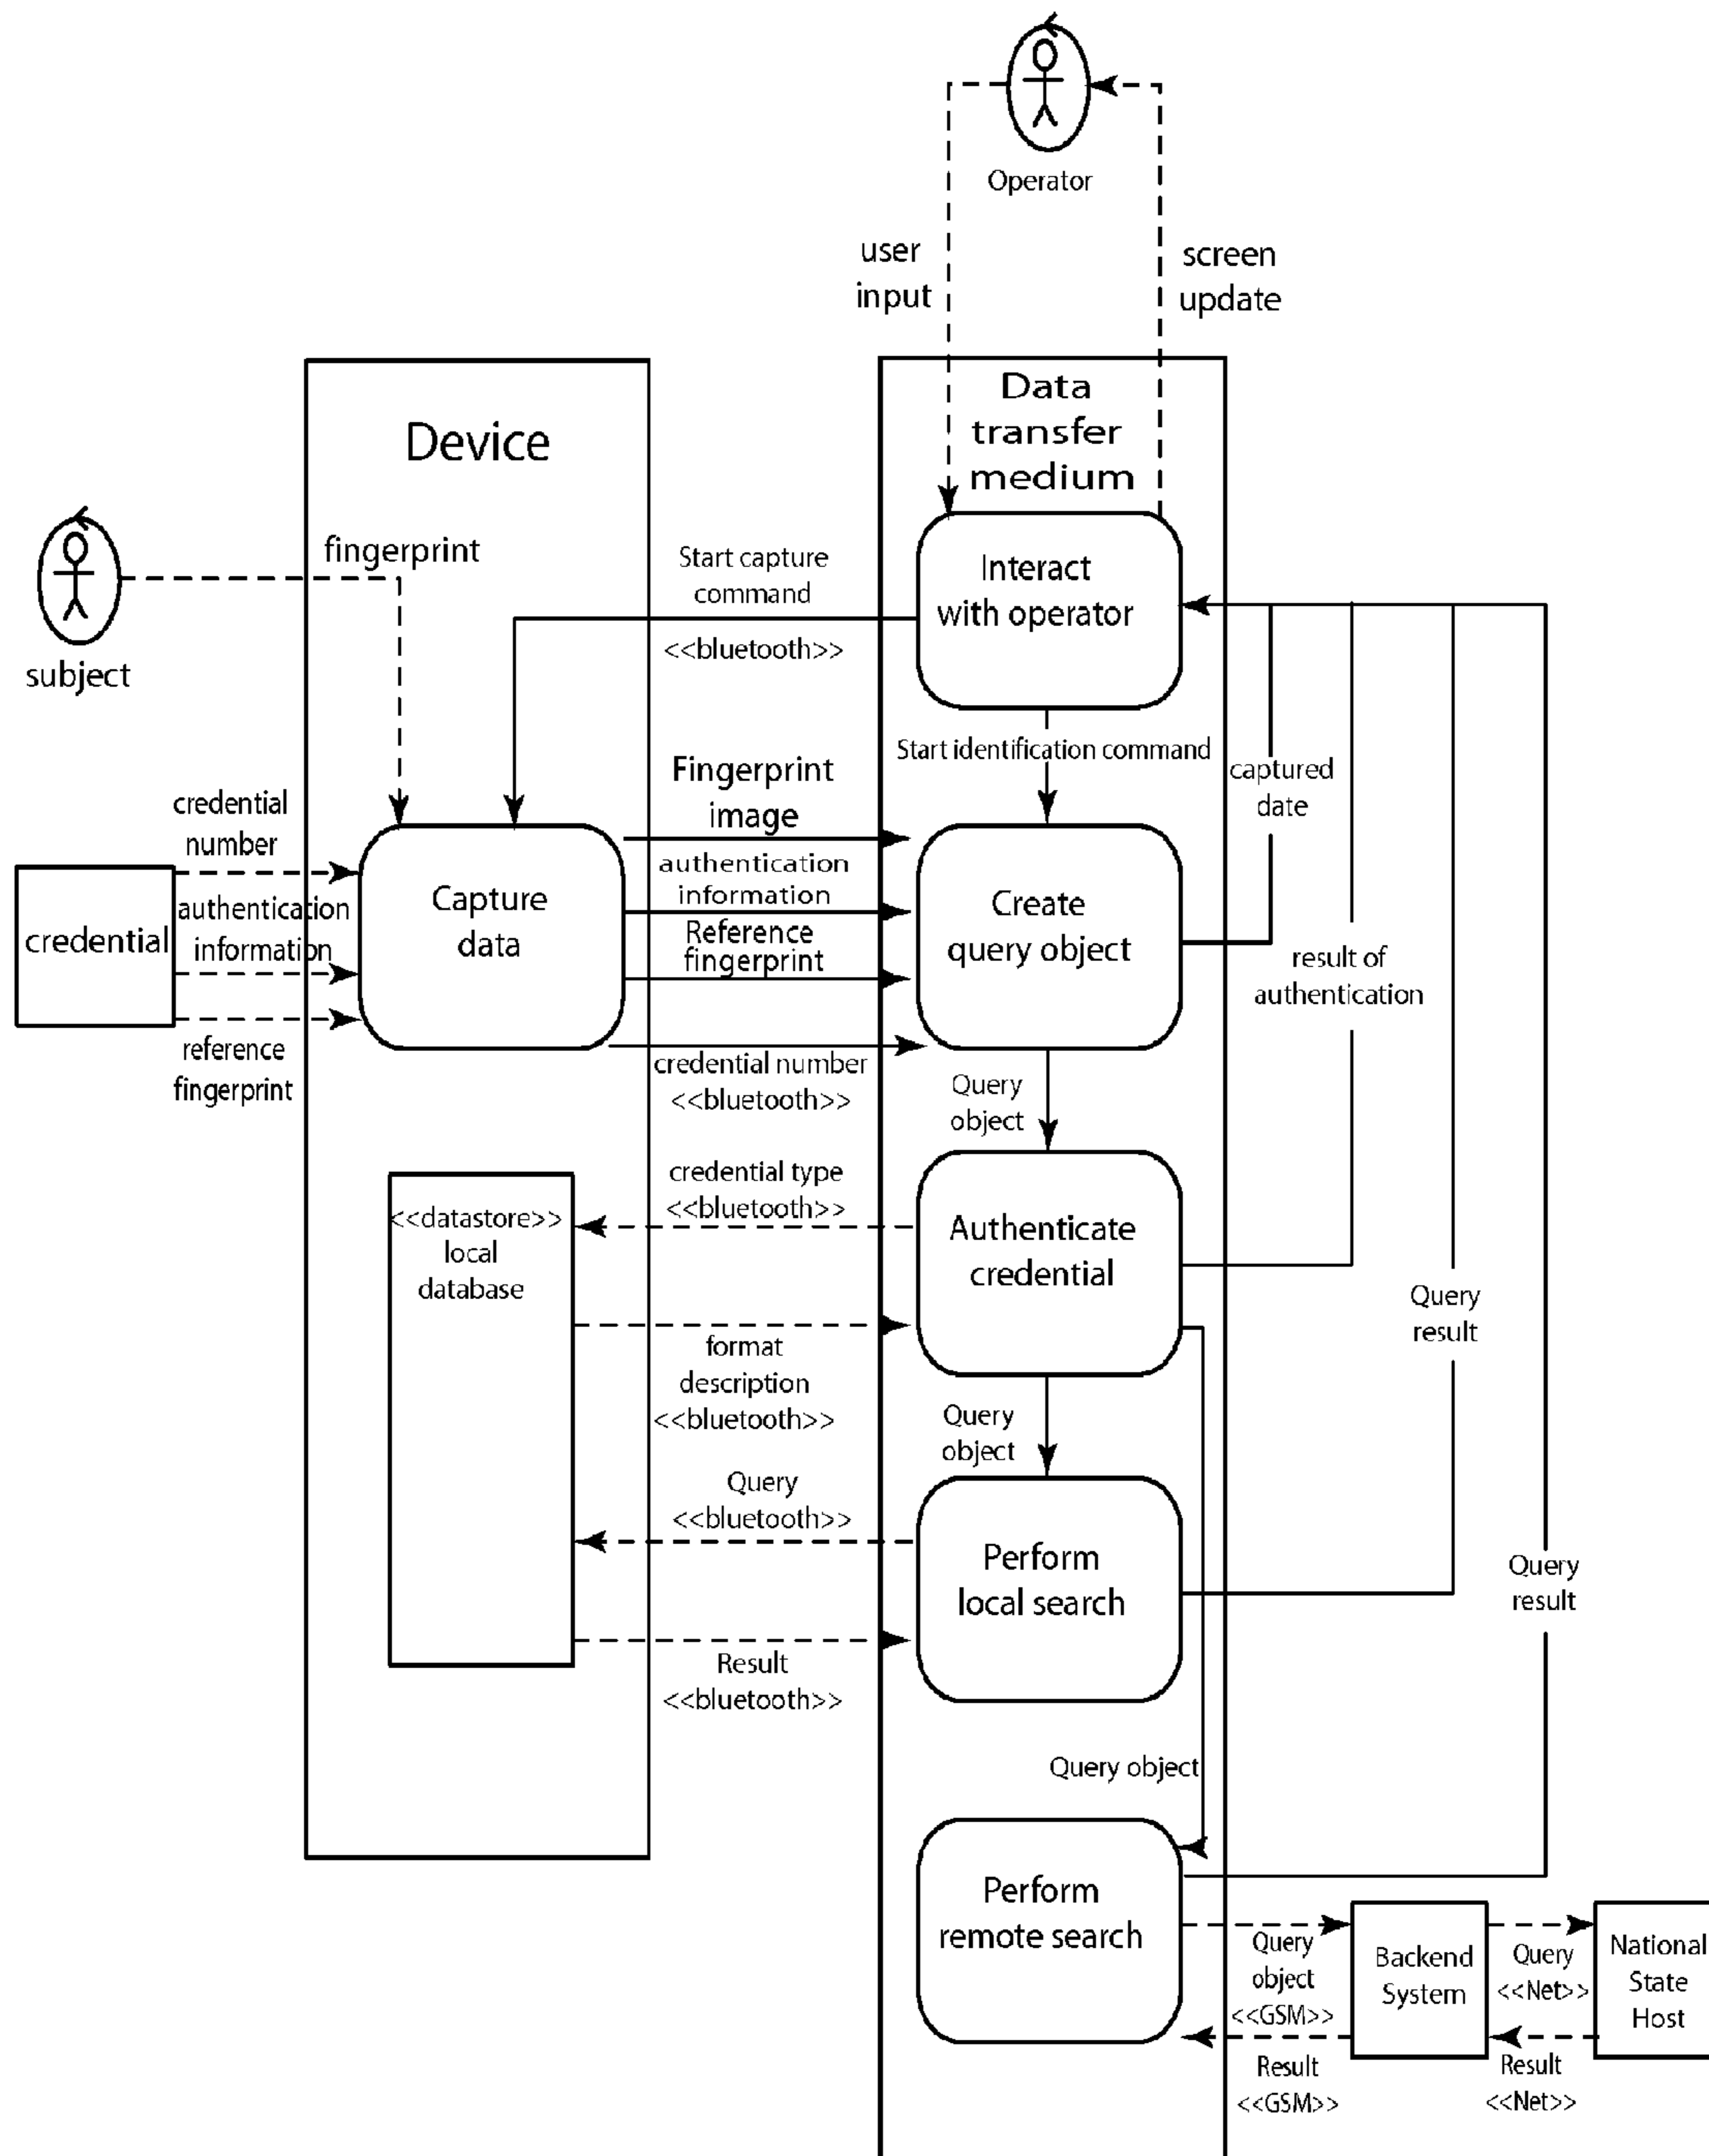 Operator
user
input
screen
update
Device
Data
transfer
medium
subject
fingerprint
Start capture
command
<<bluetooth>>
Interact
with operator
Start identification command
captured
date
credential
number
authentication
information
reference
fingerprint
credential
Capture
data
Fingerprint
image
authentication
information
Reference
fingerprint
credential number
<<bluetooth>>
Create
query object
result of
authentication
Query
object
<<datastore>>
local
database
credential type
<<bluetooth>>
format
description
<<bluetooth>>
Authenticate
credential
Query
result
Query
object
Query
<<bluetooth>>
Result
<<bluetooth>>
Perform
local search
Query
result
Query object
Perform
remote search
Query
object
<<GSM>>
Result
<<GSM>>
Backend
System
Query
<<Net>>
Result
<<Net>>
National
State
Host